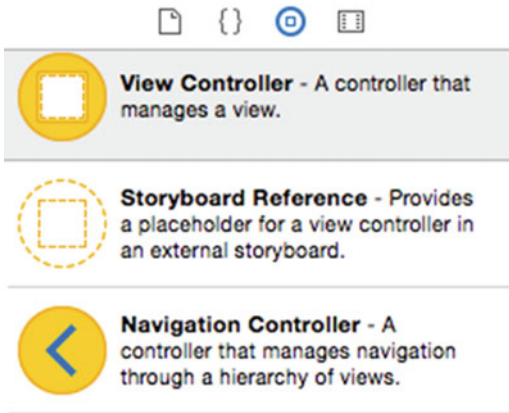 {}
View Controller - A controller that
manages a view.
Storyboard Reference - Provides
a placeholder for a view controller in
an external storyboard.
Navigation Controller - A
controller that manages navigation
through a hierarchy of views.